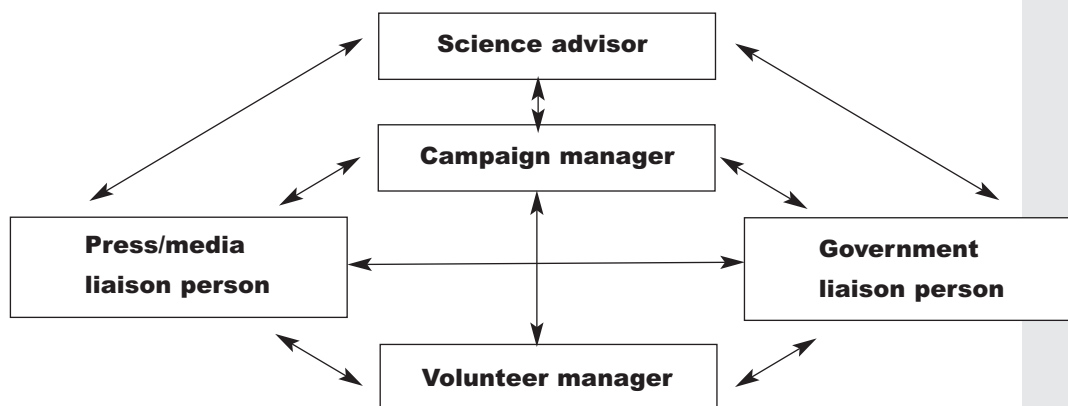 Science advisor
Campaign manager
Press/media
liaison person
Government
liaison person
Volunteer manager